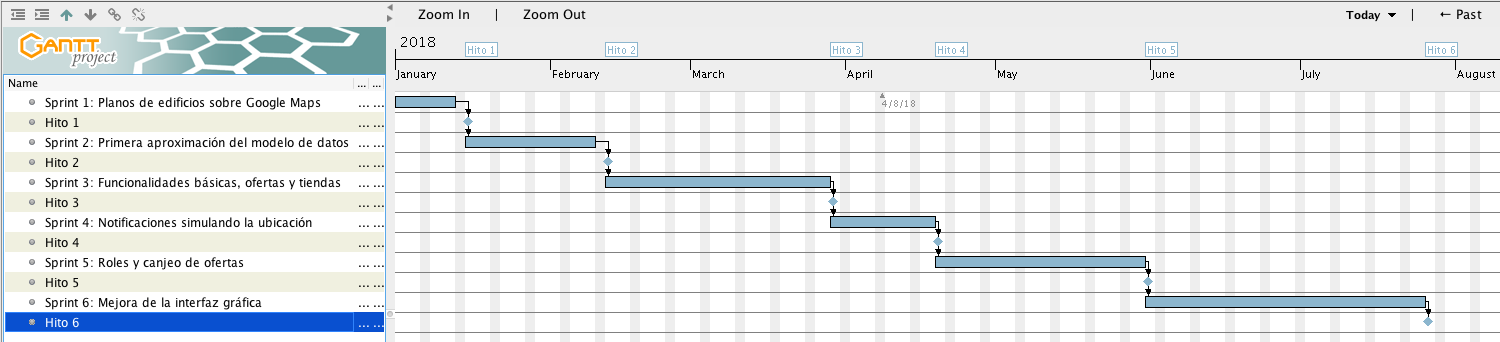 Zoom In | Zoom Out
Today | ← Past
GANTT
project
2018
Hito 1 Hito 2 Hito 3 Hito 4 Hito 5 Hito 6
January February March April May June July August
Name ... ...
4/8/18
Sprint 1: Planos de edificios sobre Google Maps ... ...
Hito 1 ... ...
Sprint 2: Primera aproximación del modelo de datos ... ...
Hito 2 ... ...
Sprint 3: Funcionalidades básicas, ofertas y tiendas ... ...
Hito 3 ... ...
Sprint 4: Notificaciones simulando la ubicación ... ...
Hito 4 ... ...
Sprint 5: Roles y canjeo de ofertas ... ...
Hito 5 ... ...
Sprint 6: Mejora de la interfaz gráfica ... ...
Hito 6 ... ...